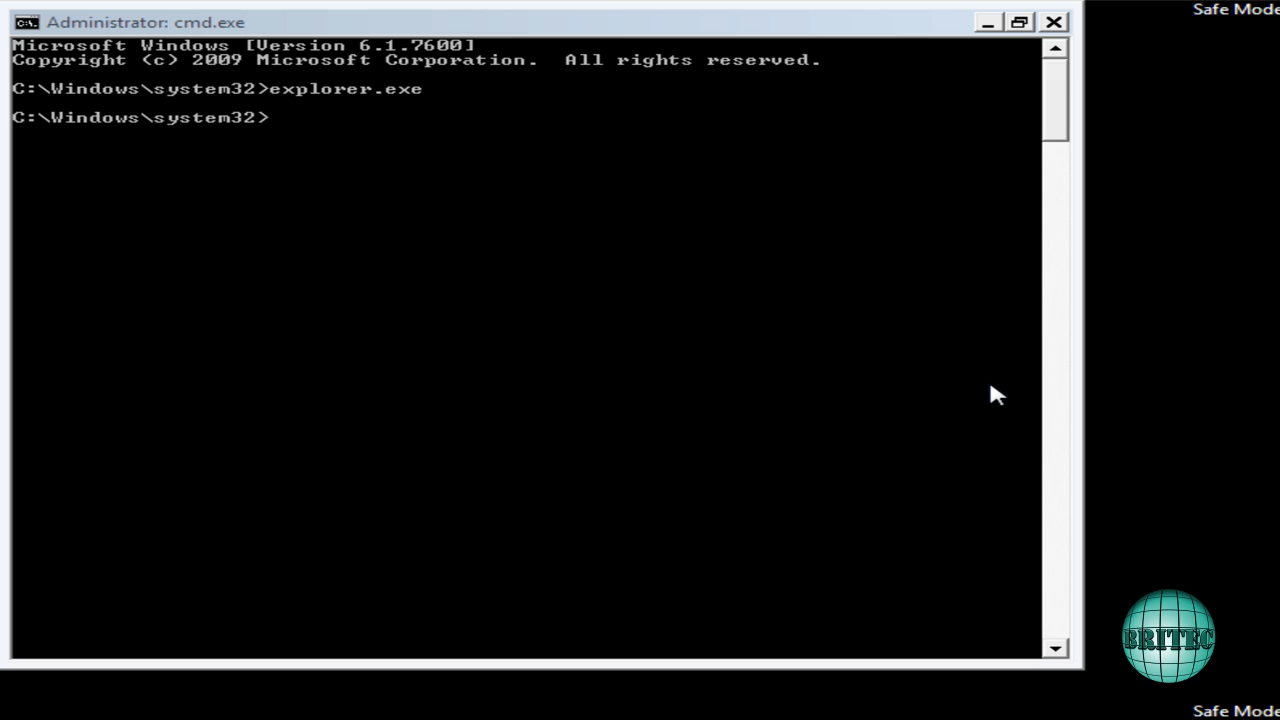 Safe Mode
Administrator: cmd.exe
Microsoft Windows [Version 6.1.7600]
Copyright (c) 2009 Microsoft Corporation.  All rights reserved.
C:\Windows\system32>explorer.exe
C:\Windows\system32>
BRITEC
Safe Mode